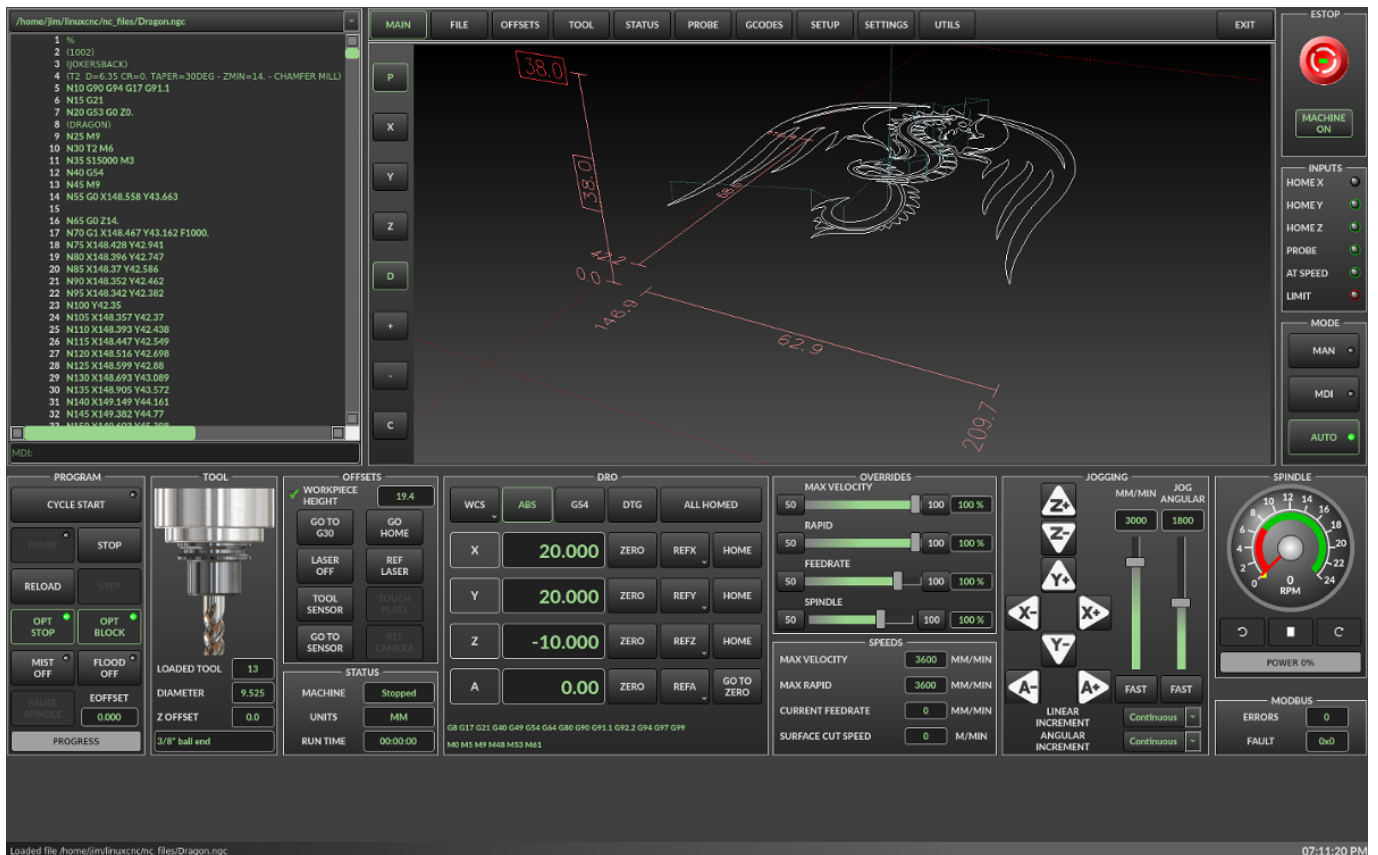 /home/jim/linuxcnc/nc_files/Dragon.ngc
1 %
2 (1002)
3 (JOKERSBACK)
4 (T2 D=6.35 CR=0. TAPER=30DEG - ZMIN=14. - CHAMFER MILL)
5 N10 G90 G94 G17 G91.1
6 N15 G21
7 N20 G53 G0 Z0.
8 (DRAGON)
9 N25 M9
10 N30 T2 M6
11 N35 S15000 M3
12 N40 G54
13 N45 M9
14 N55 G0 X148.558 Y43.663
15
16 N65 G0 Z14.
17 N70 G1 X148.467 Y43.162 F1000.
18 N75 X148.428 Y42.941
19 N80 X148.396 Y42.747
20 N85 X148.37 Y42.586
21 N90 X148.352 Y42.462
22 N95 X148.342 Y42.382
23 N100 Y42.35
24 N105 X148.357 Y42.37
25 N110 X148.393 Y42.438
26 N115 X148.447 Y42.549
27 N120 X148.516 Y42.698
28 N125 X148.599 Y42.88
29 N130 X148.693 Y43.089
30 N135 X148.905 Y43.572
31 N140 X149.149 Y44.161
32 N145 X149.382 Y44.77
MDI:
MAIN FILE OFFSETS TOOL STATUS PROBE GCODES SETUP SETTINGS UTILS EXIT
P
X
Y
Z
D
+
-
C
38.0
38.0
42.2
0.0
146.9
62.9
209.7
ESTOP
MACHINE
ON
INPUTS
HOME X
HOME Y
HOME Z
PROBE
AT SPEED
LIMIT
MODE
MAN
MDI
AUTO
PROGRAM
CYCLE START
PAUSE STOP
RELOAD STEP
OPT STOP
OPT BLOCK
MIST OFF
FLOOD OFF
PAUSE SPINDLE
EOFFSET
0.000
PROGRESS
TOOL
LOADED TOOL 13
DIAMETER 9.525
Z OFFSET 0.0
3/8" ball end
OFFSETS
WORKPIECE HEIGHT 19.4
GO TO G30
GO HOME
LASER OFF
REF LASER
TOOL SENSOR
TOUCH PLATE
GO TO SENSOR
REF CAMERA
STATUS
MACHINE Stopped
UNITS MM
RUN TIME 00:00:00
DRO
WCS ABS G54 DTG ALL HOMED
X 20.000 ZERO REFX HOME
Y 20.000 ZERO REFY HOME
Z -10.000 ZERO REFZ HOME
A 0.00 ZERO REFA GO TO ZERO
G8 G17 G21 G40 G49 G54 G64 G80 G90 G91.1 G92.2 G94 G97 G99
M0 M5 M9 M48 M53 M61
OVERRIDES
MAX VELOCITY
50 100 100 %
RAPID
50 100 100 %
FEEDRATE
50 100 100 %
SPINDLE
50 100 100 %
SPEEDS
MAX VELOCITY 3600 MM/MIN
MAX RAPID 3600 MM/MIN
CURRENT FEEDRATE 0 MM/MIN
SURFACE CUT SPEED 0 M/MIN
JOGGING
MM/MIN
JOG ANGULAR
3000 1800
Z+
Z-
Y+
X- X+
Y-
A- A+
FAST FAST
LINEAR INCREMENT Continuous
ANGULAR INCREMENT Continuous
SPINDLE
0 2 4 6 8 10 12 14 16 18 20 22 24
0
RPM
POWER 0%
MODBUS
ERRORS 0
FAULT 0x0
Loaded file /home/jim/linuxcnc/nc_files/Dragon.ngc
07:11:20 PM